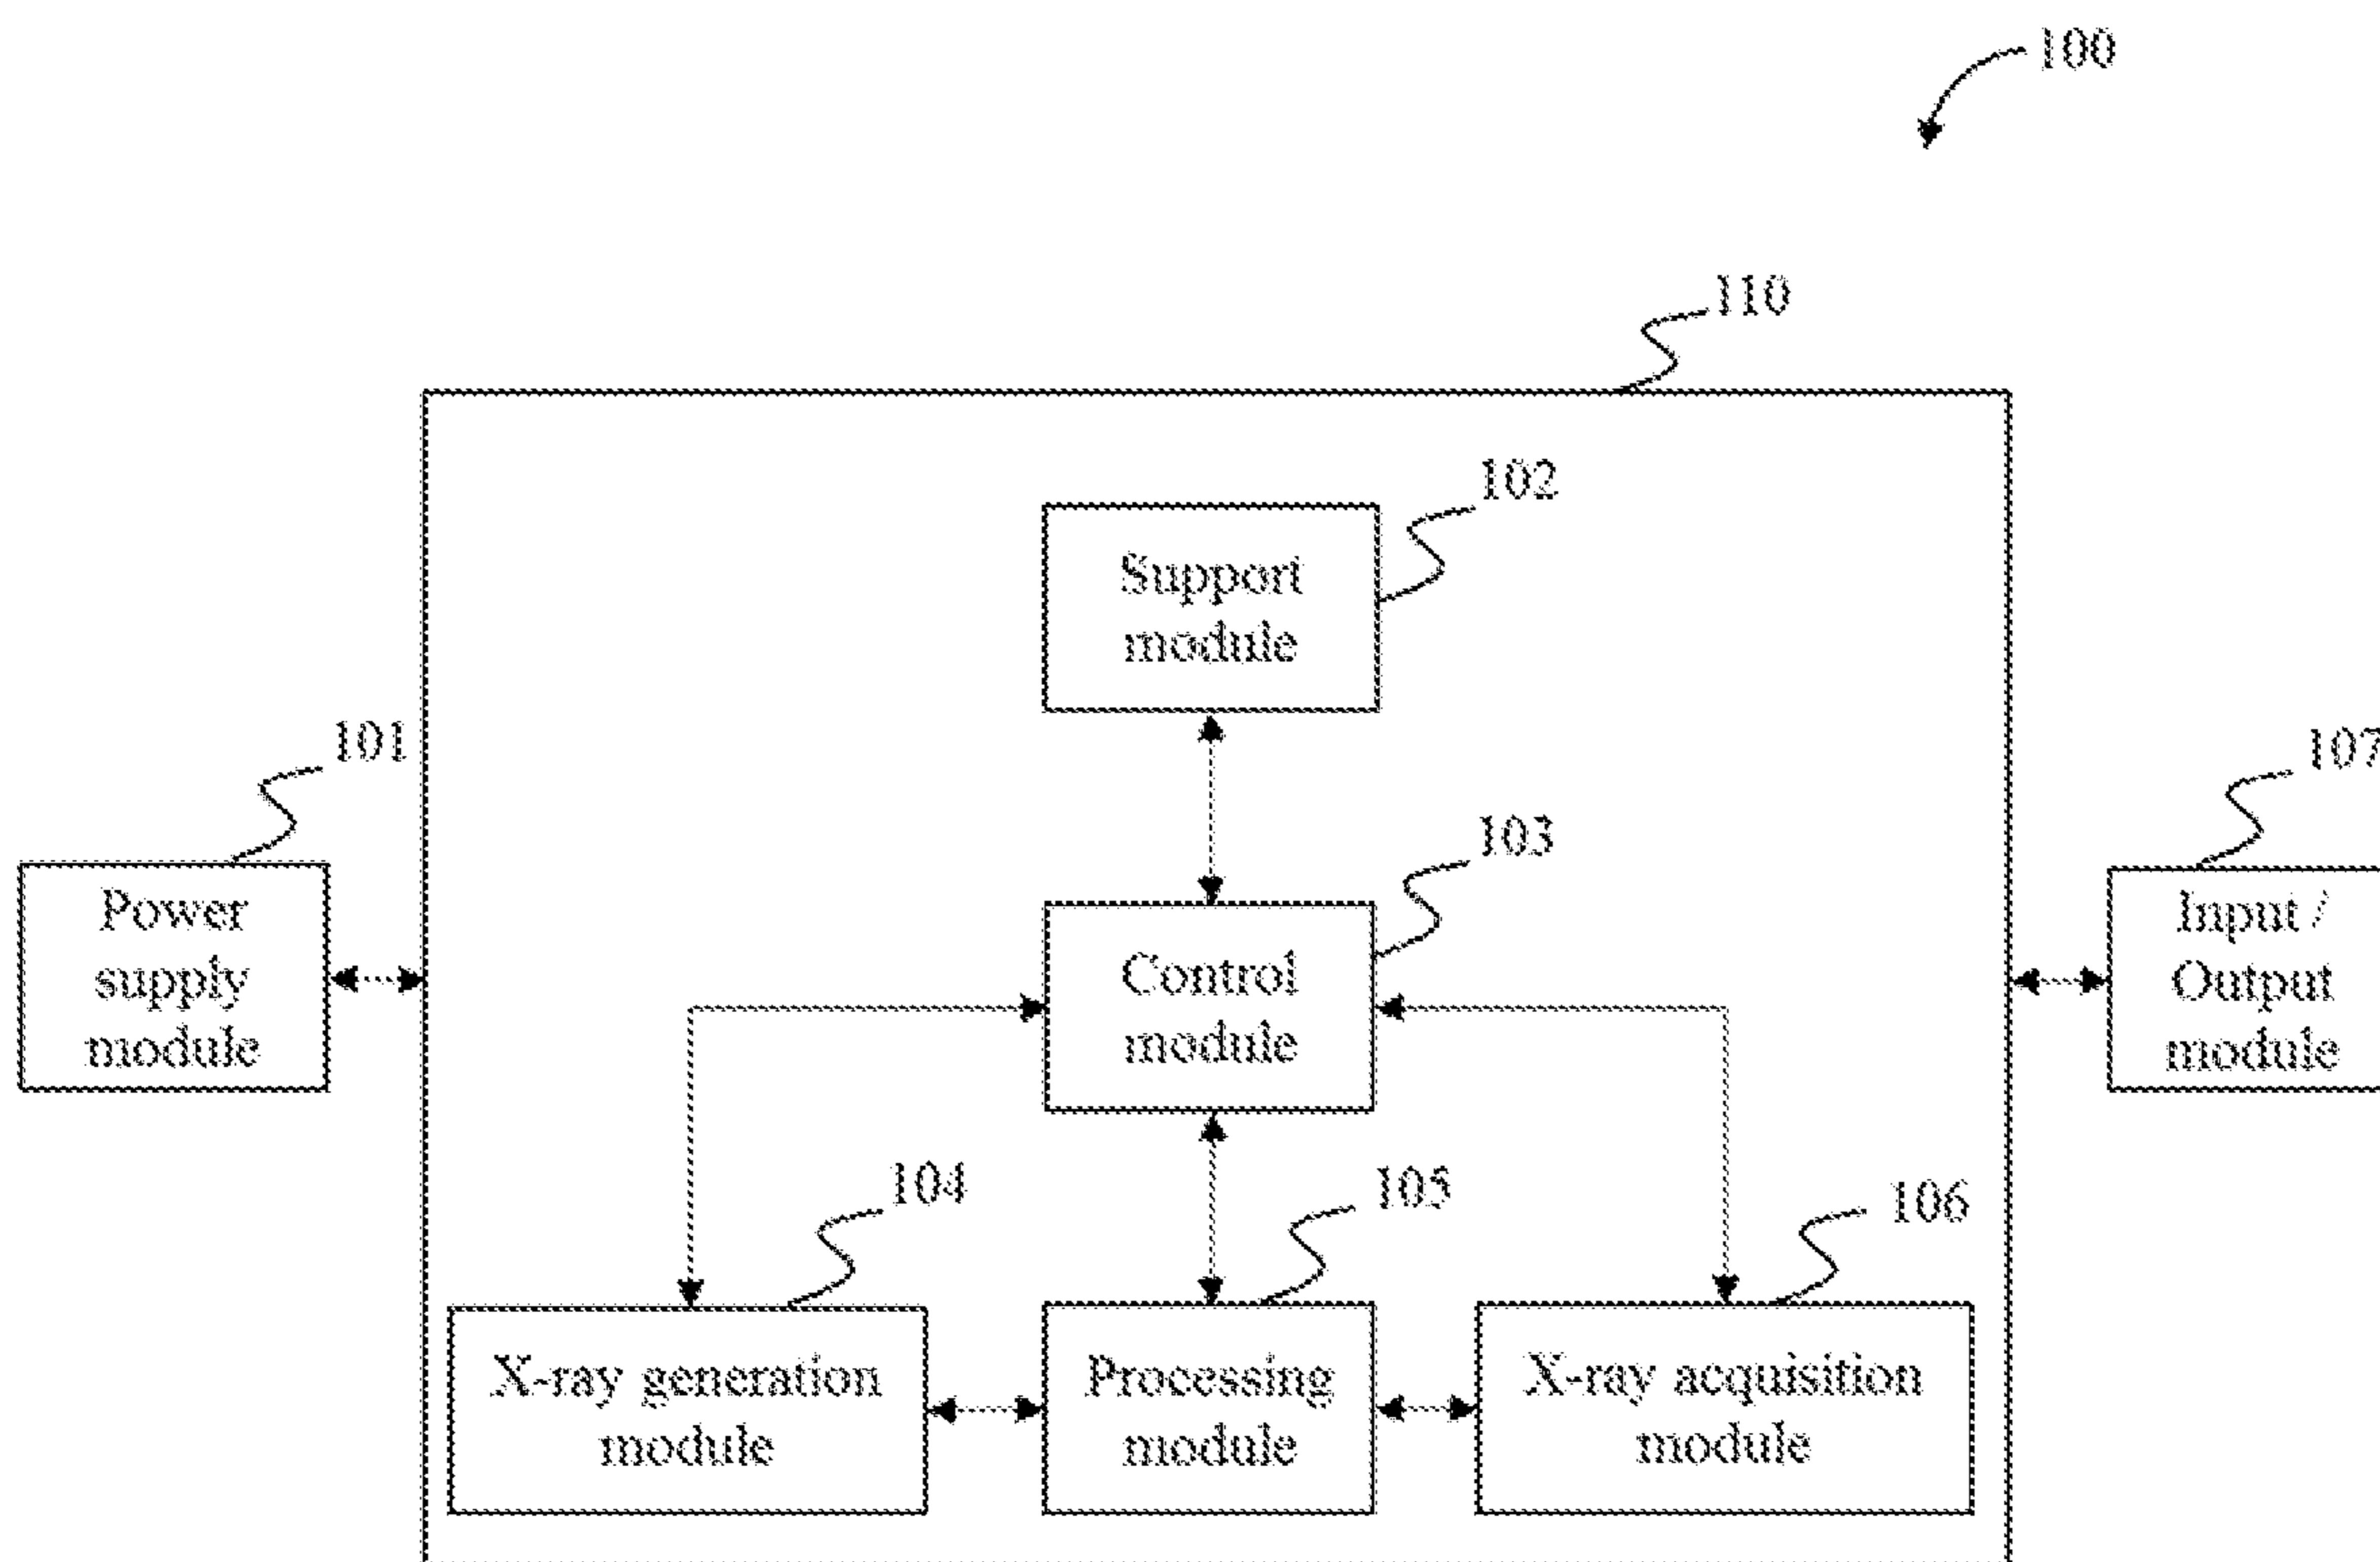 100
110
102
Support
module
101
107
103
Power
supply
module
Control
module
Input /
Output
module
104
105
106
X-ray generation
module
Processing
module
X-ray acquisition
module